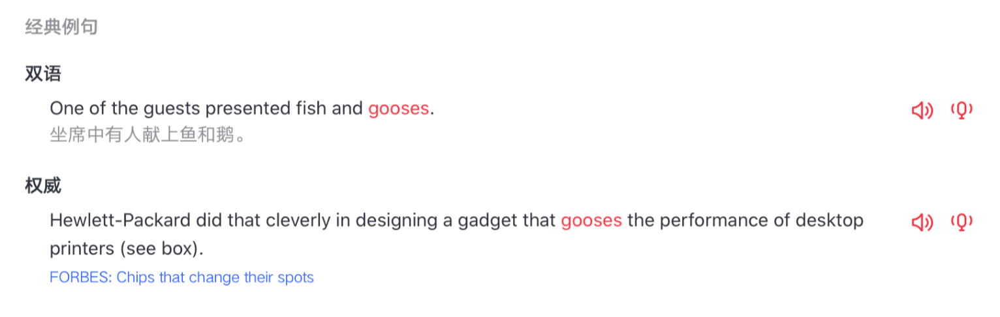 经典例句
双语
One of the guests presented fish and gooses.
坐席中有人献上鱼和鹅。
权威
Hewlett-Packard did that cleverly in designing a gadget that gooses the performance of desktop
printers (see box).
FORBES: Chips that change their spots